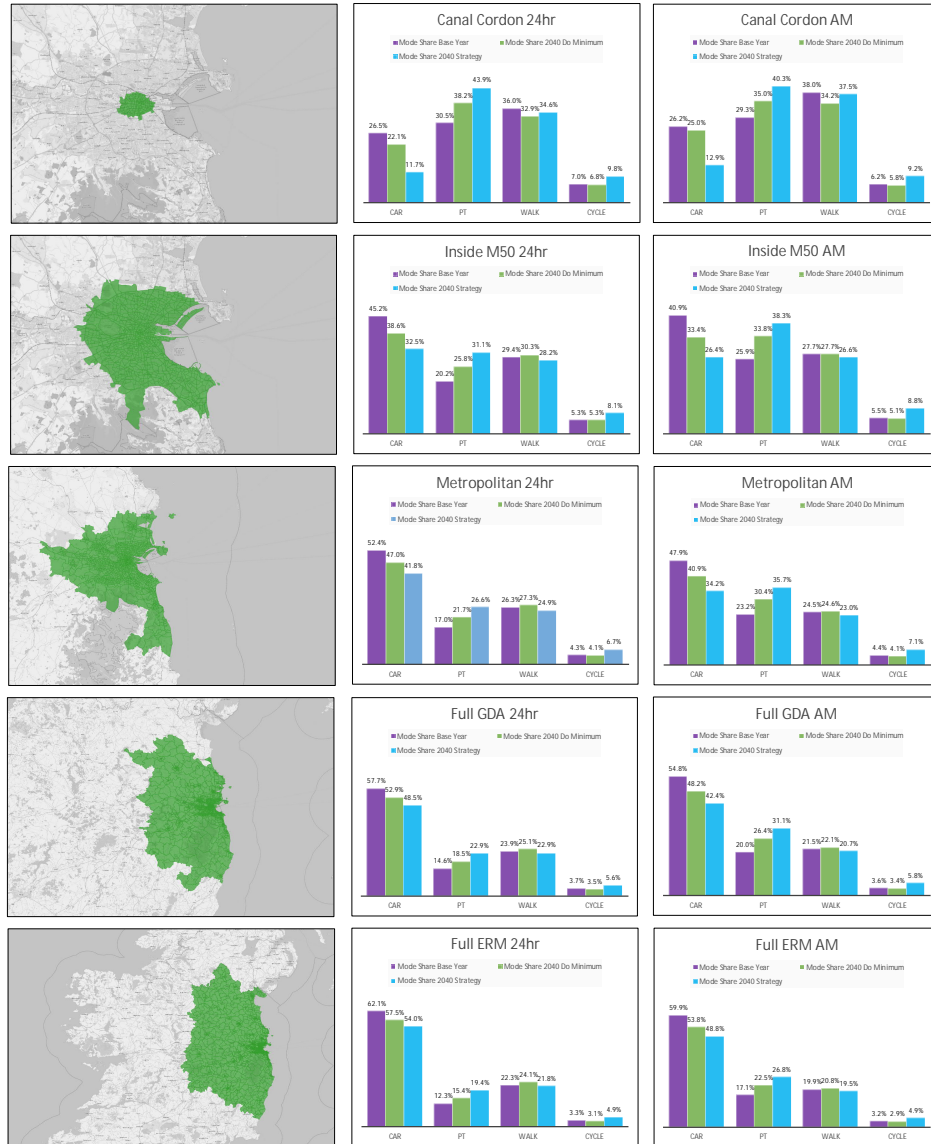 Canal Cordon 24hr
Mode Share Base Year Mode Share 2040 Do Minimum
Mode Share 2040 Strategy
26.5% 22.1% 11.7% 30.5% 38.2% 43.9% 36.0% 32.9% 34.6% 7.0% 6.8% 9.8%
CAR PT WALK CYCLE
Canal Cordon AM
Mode Share Base Year Mode Share 2040 Do Minimum
Mode Share 2040 Strategy
26.2% 25.0% 12.9% 29.3% 35.0% 40.3% 38.0% 34.2% 37.5% 6.2% 5.8% 9.2%
CAR PT WALK CYCLE
Inside M50 24hr
Mode Share Base Year Mode Share 2040 Do Minimum
Mode Share 2040 Strategy
45.2% 38.6% 32.5% 20.2% 25.8% 31.1% 29.4% 30.3% 28.2% 5.3% 5.3% 8.1%
CAR PT WALK CYCLE
Inside M50 AM
Mode Share Base Year Mode Share 2040 Do Minimum
Mode Share 2040 Strategy
40.9% 33.4% 26.4% 25.9% 33.8% 38.3% 27.7% 27.7% 26.6% 5.5% 5.1% 8.8%
CAR PT WALK CYCLE
Metropolitan 24hr
Mode Share Base Year Mode Share 2040 Do Minimum
Mode Share 2040 Strategy
52.4% 47.0% 41.8% 17.0% 21.7% 26.6% 26.3% 27.3% 24.9% 4.3% 4.1% 6.7%
CAR PT WALK CYCLE
Metropolitan AM
Mode Share Base Year Mode Share 2040 Do Minimum
Mode Share 2040 Strategy
47.9% 40.9% 34.2% 23.2% 30.4% 35.7% 24.5% 24.6% 23.0% 4.4% 4.1% 7.1%
CAR PT WALK CYCLE
Full GDA 24hr
Mode Share Base Year Mode Share 2040 Do Minimum
Mode Share 2040 Strategy
57.7% 52.9% 48.5% 14.6% 18.5% 22.9% 23.9% 25.1% 22.9% 3.7% 3.5% 5.6%
CAR PT WALK CYCLE
Full GDA AM
Mode Share Base Year Mode Share 2040 Do Minimum
Mode Share 2040 Strategy
54.8% 48.2% 42.4% 20.0% 26.4% 31.1% 21.5% 22.1% 20.7% 3.6% 3.4% 5.8%
CAR PT WALK CYCLE
Full ERM 24hr
Mode Share Base Year Mode Share 2040 Do Minimum
Mode Share 2040 Strategy
62.1% 57.5% 54.0% 12.3% 15.4% 19.4% 22.3% 24.1% 21.8% 3.3% 3.1% 4.9%
CAR PT WALK CYCLE
Full ERM AM
Mode Share Base Year Mode Share 2040 Do Minimum
Mode Share 2040 Strategy
59.9% 53.8% 48.8% 17.1% 22.5% 26.8% 19.9% 20.8% 19.5% 3.2% 2.9% 4.9%
CAR PT WALK CYCLE